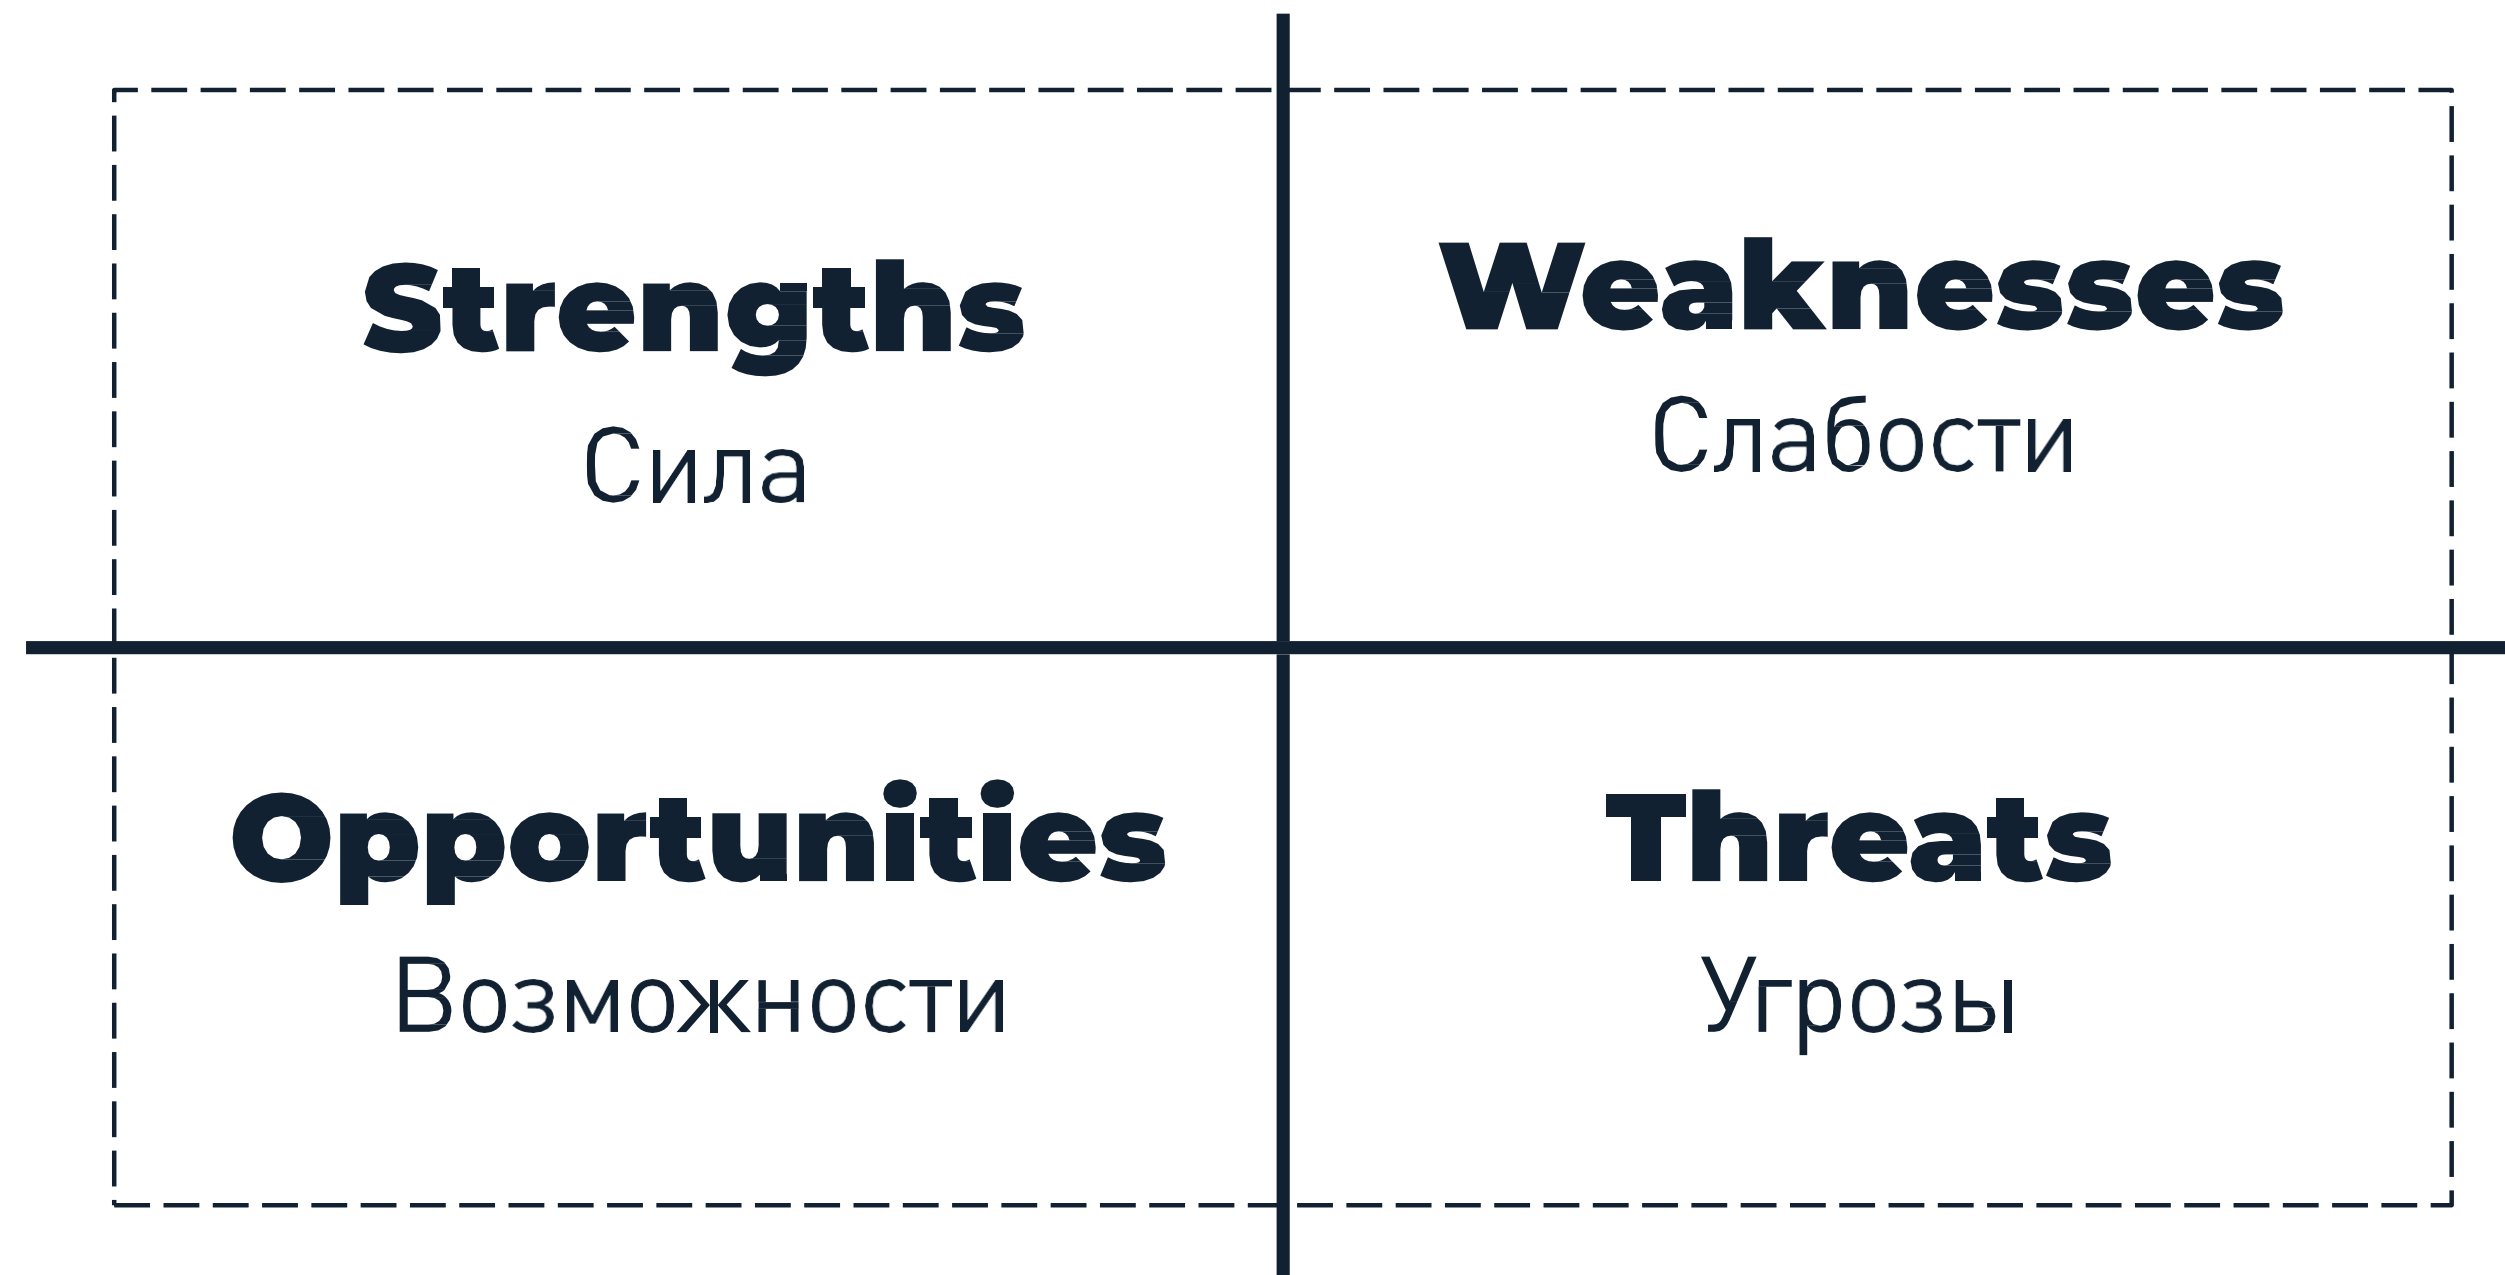 Strengths
Сила
Weaknesses
Слабости
Opportunities
Возможности
Threats
Угрозы